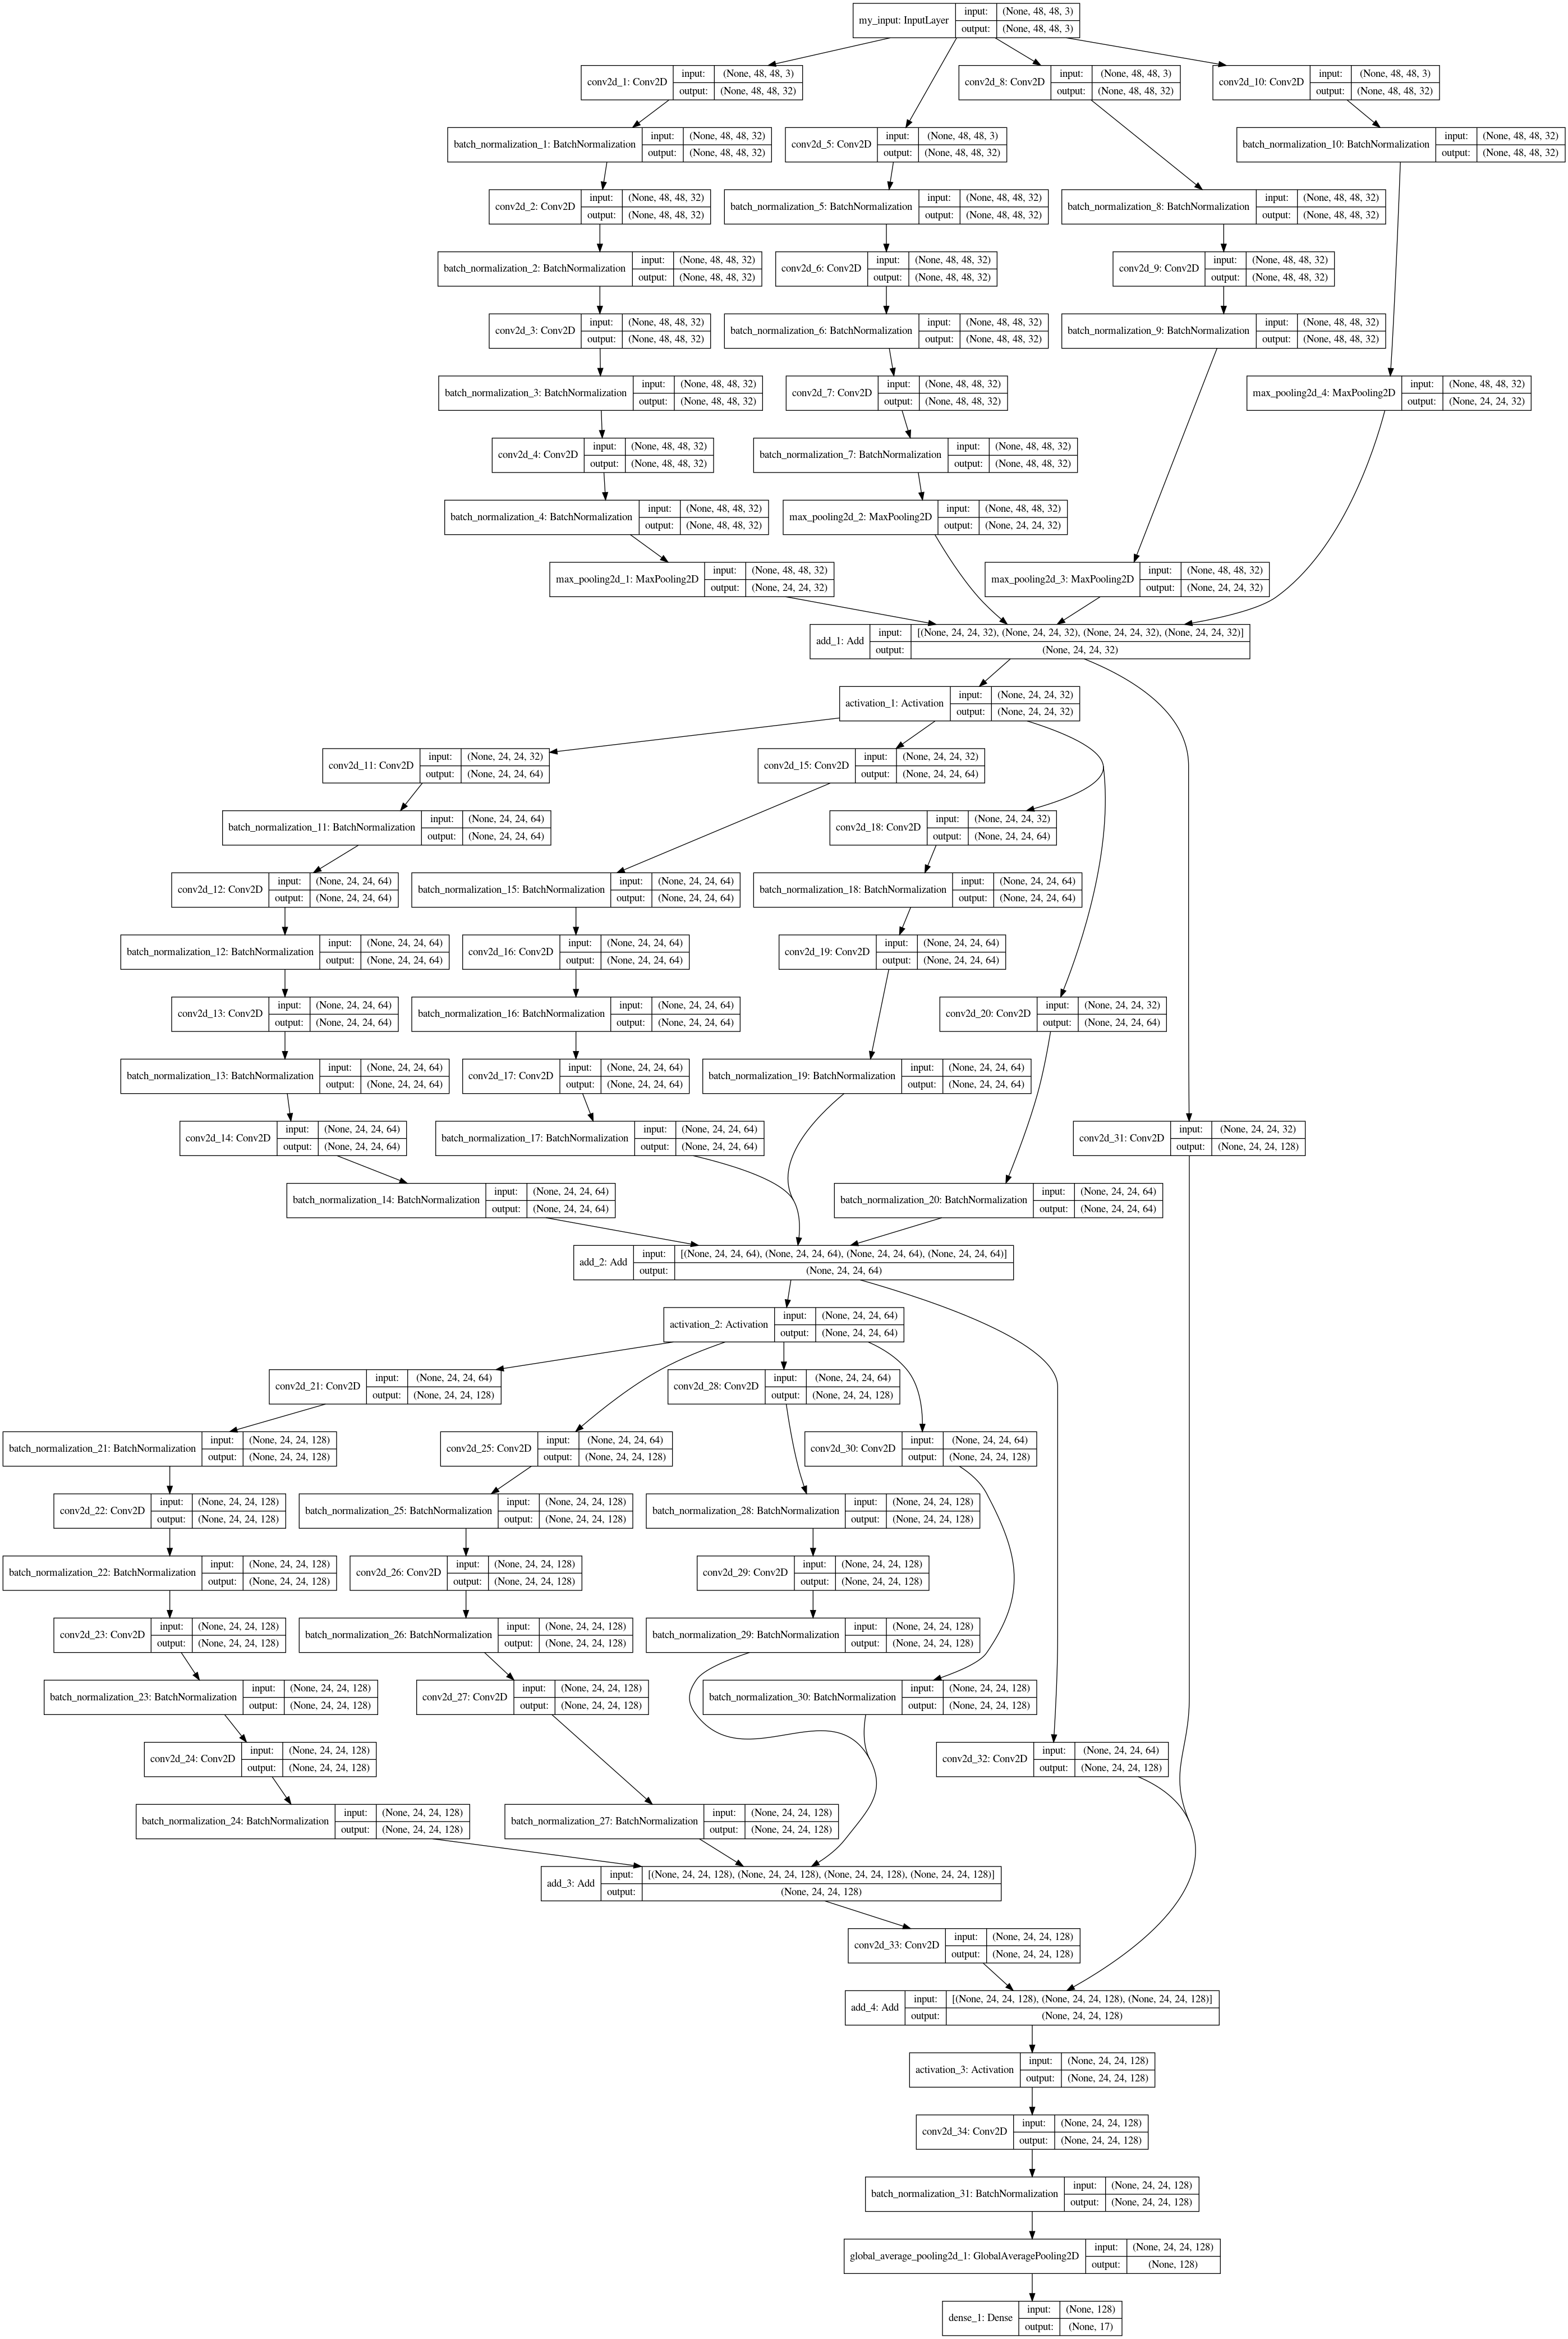 my_input: InputLayer
input: (None, 48, 48, 3)
output: (None, 48, 48, 3)
conv2d_1: Conv2D
input: (None, 48, 48, 3)
output: (None, 48, 48, 32)
conv2d_8: Conv2D
input: (None, 48, 48, 3)
output: (None, 48, 48, 32)
conv2d_10: Conv2D
input: (None, 48, 48, 3)
output: (None, 48, 48, 32)
batch_normalization_1: BatchNormalization
input: (None, 48, 48, 32)
output: (None, 48, 48, 32)
conv2d_5: Conv2D
input: (None, 48, 48, 3)
output: (None, 48, 48, 32)
batch_normalization_10: BatchNormalization
input: (None, 48, 48, 32)
output: (None, 48, 48, 32)
conv2d_2: Conv2D
input: (None, 48, 48, 32)
output: (None, 48, 48, 32)
batch_normalization_5: BatchNormalization
input: (None, 48, 48, 32)
output: (None, 48, 48, 32)
batch_normalization_8: BatchNormalization
input: (None, 48, 48, 32)
output: (None, 48, 48, 32)
batch_normalization_2: BatchNormalization
input: (None, 48, 48, 32)
output: (None, 48, 48, 32)
conv2d_6: Conv2D
input: (None, 48, 48, 32)
output: (None, 48, 48, 32)
conv2d_9: Conv2D
input: (None, 48, 48, 32)
output: (None, 48, 48, 32)
conv2d_3: Conv2D
input: (None, 48, 48, 32)
output: (None, 48, 48, 32)
batch_normalization_6: BatchNormalization
input: (None, 48, 48, 32)
output: (None, 48, 48, 32)
batch_normalization_9: BatchNormalization
input: (None, 48, 48, 32)
output: (None, 48, 48, 32)
batch_normalization_3: BatchNormalization
input: (None, 48, 48, 32)
output: (None, 48, 48, 32)
conv2d_7: Conv2D
input: (None, 48, 48, 32)
output: (None, 48, 48, 32)
max_pooling2d_4: MaxPooling2D
input: (None, 48, 48, 32)
output: (None, 24, 24, 32)
conv2d_4: Conv2D
input: (None, 48, 48, 32)
output: (None, 48, 48, 32)
batch_normalization_7: BatchNormalization
input: (None, 48, 48, 32)
output: (None, 48, 48, 32)
batch_normalization_4: BatchNormalization
input: (None, 48, 48, 32)
output: (None, 48, 48, 32)
max_pooling2d_2: MaxPooling2D
input: (None, 48, 48, 32)
output: (None, 24, 24, 32)
max_pooling2d_1: MaxPooling2D
input: (None, 48, 48, 32)
output: (None, 24, 24, 32)
max_pooling2d_3: MaxPooling2D
input: (None, 48, 48, 32)
output: (None, 24, 24, 32)
add_1: Add
input: [(None, 24, 24, 32), (None, 24, 24, 32), (None, 24, 24, 32), (None, 24, 24, 32)]
output: (None, 24, 24, 32)
activation_1: Activation
input: (None, 24, 24, 32)
output: (None, 24, 24, 32)
conv2d_11: Conv2D
input: (None, 24, 24, 32)
output: (None, 24, 24, 64)
conv2d_15: Conv2D
input: (None, 24, 24, 32)
output: (None, 24, 24, 64)
batch_normalization_11: BatchNormalization
input: (None, 24, 24, 64)
output: (None, 24, 24, 64)
conv2d_18: Conv2D
input: (None, 24, 24, 32)
output: (None, 24, 24, 64)
conv2d_12: Conv2D
input: (None, 24, 24, 64)
output: (None, 24, 24, 64)
batch_normalization_15: BatchNormalization
input: (None, 24, 24, 64)
output: (None, 24, 24, 64)
batch_normalization_18: BatchNormalization
input: (None, 24, 24, 64)
output: (None, 24, 24, 64)
batch_normalization_12: BatchNormalization
input: (None, 24, 24, 64)
output: (None, 24, 24, 64)
conv2d_16: Conv2D
input: (None, 24, 24, 64)
output: (None, 24, 24, 64)
conv2d_19: Conv2D
input: (None, 24, 24, 64)
output: (None, 24, 24, 64)
conv2d_13: Conv2D
input: (None, 24, 24, 64)
output: (None, 24, 24, 64)
batch_normalization_16: BatchNormalization
input: (None, 24, 24, 64)
output: (None, 24, 24, 64)
conv2d_20: Conv2D
input: (None, 24, 24, 32)
output: (None, 24, 24, 64)
batch_normalization_13: BatchNormalization
input: (None, 24, 24, 64)
output: (None, 24, 24, 64)
conv2d_17: Conv2D
input: (None, 24, 24, 64)
output: (None, 24, 24, 64)
batch_normalization_19: BatchNormalization
input: (None, 24, 24, 64)
output: (None, 24, 24, 64)
conv2d_14: Conv2D
input: (None, 24, 24, 64)
output: (None, 24, 24, 64)
batch_normalization_17: BatchNormalization
input: (None, 24, 24, 64)
output: (None, 24, 24, 64)
conv2d_31: Conv2D
input: (None, 24, 24, 32)
output: (None, 24, 24, 128)
batch_normalization_14: BatchNormalization
input: (None, 24, 24, 64)
output: (None, 24, 24, 64)
batch_normalization_20: BatchNormalization
input: (None, 24, 24, 64)
output: (None, 24, 24, 64)
add_2: Add
input: [(None, 24, 24, 64), (None, 24, 24, 64), (None, 24, 24, 64), (None, 24, 24, 64)]
output: (None, 24, 24, 64)
activation_2: Activation
input: (None, 24, 24, 64)
output: (None, 24, 24, 64)
conv2d_21: Conv2D
input: (None, 24, 24, 64)
output: (None, 24, 24, 128)
conv2d_28: Conv2D
input: (None, 24, 24, 64)
output: (None, 24, 24, 128)
batch_normalization_21: BatchNormalization
input: (None, 24, 24, 128)
output: (None, 24, 24, 128)
conv2d_25: Conv2D
input: (None, 24, 24, 64)
output: (None, 24, 24, 128)
conv2d_30: Conv2D
input: (None, 24, 24, 64)
output: (None, 24, 24, 128)
conv2d_22: Conv2D
input: (None, 24, 24, 128)
output: (None, 24, 24, 128)
batch_normalization_25: BatchNormalization
input: (None, 24, 24, 128)
output: (None, 24, 24, 128)
batch_normalization_28: BatchNormalization
input: (None, 24, 24, 128)
output: (None, 24, 24, 128)
batch_normalization_22: BatchNormalization
input: (None, 24, 24, 128)
output: (None, 24, 24, 128)
conv2d_26: Conv2D
input: (None, 24, 24, 128)
output: (None, 24, 24, 128)
conv2d_29: Conv2D
input: (None, 24, 24, 128)
output: (None, 24, 24, 128)
conv2d_23: Conv2D
input: (None, 24, 24, 128)
output: (None, 24, 24, 128)
batch_normalization_26: BatchNormalization
input: (None, 24, 24, 128)
output: (None, 24, 24, 128)
batch_normalization_29: BatchNormalization
input: (None, 24, 24, 128)
output: (None, 24, 24, 128)
batch_normalization_23: BatchNormalization
input: (None, 24, 24, 128)
output: (None, 24, 24, 128)
conv2d_27: Conv2D
input: (None, 24, 24, 128)
output: (None, 24, 24, 128)
batch_normalization_30: BatchNormalization
input: (None, 24, 24, 128)
output: (None, 24, 24, 128)
conv2d_24: Conv2D
input: (None, 24, 24, 128)
output: (None, 24, 24, 128)
conv2d_32: Conv2D
input: (None, 24, 24, 64)
output: (None, 24, 24, 128)
batch_normalization_24: BatchNormalization
input: (None, 24, 24, 128)
output: (None, 24, 24, 128)
batch_normalization_27: BatchNormalization
input: (None, 24, 24, 128)
output: (None, 24, 24, 128)
add_3: Add
input: [(None, 24, 24, 128), (None, 24, 24, 128), (None, 24, 24, 128), (None, 24, 24, 128)]
output: (None, 24, 24, 128)
conv2d_33: Conv2D
input: (None, 24, 24, 128)
output: (None, 24, 24, 128)
add_4: Add
input: [(None, 24, 24, 128), (None, 24, 24, 128), (None, 24, 24, 128)]
output: (None, 24, 24, 128)
activation_3: Activation
input: (None, 24, 24, 128)
output: (None, 24, 24, 128)
conv2d_34: Conv2D
input: (None, 24, 24, 128)
output: (None, 24, 24, 128)
batch_normalization_31: BatchNormalization
input: (None, 24, 24, 128)
output: (None, 24, 24, 128)
global_average_pooling2d_1: GlobalAveragePooling2D
input: (None, 24, 24, 128)
output: (None, 128)
dense_1: Dense
input: (None, 128)
output: (None, 17)